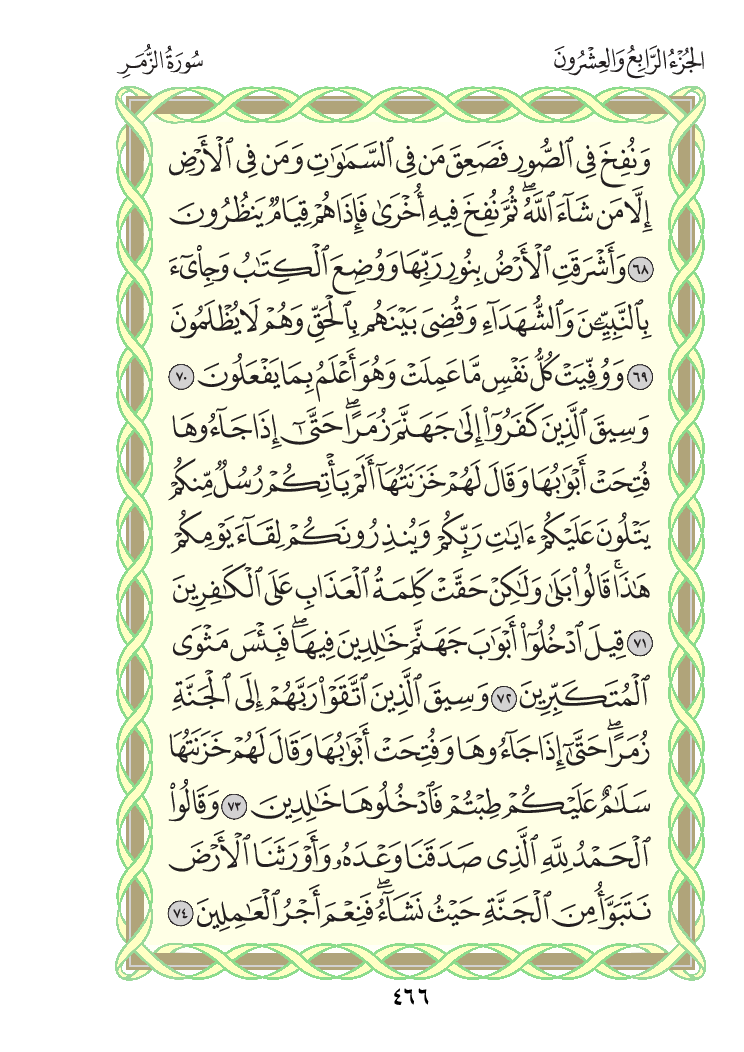 الجُزْءُ الرَّابِعُ وَالعِشْرُونَ
سُورَةُ الزُّمَرِ
وَنُفِخَ فِي ٱلصُّورِ فَصَعِقَ مَن فِي ٱلسَّمَٰوَٰتِ وَمَن فِي ٱلۡأَرۡضِ
إِلَّا مَن شَآءَ ٱللَّهُۖ ثُمَّ نُفِخَ فِيهِ أُخۡرَىٰ فَإِذَا هُمۡ قِيَامٞ يَنظُرُونَ
٦٨ وَأَشۡرَقَتِ ٱلۡأَرۡضُ بِنُورِ رَبِّهَا وَوُضِعَ ٱلۡكِتَٰبُ وَجِاْيٓءَ
بِٱلنَّبِيِّـۧنَ وَٱلشُّهَدَآءِ وَقُضِيَ بَيۡنَهُم بِٱلۡحَقِّ وَهُمۡ لَا يُظۡلَمُونَ
٦٩ وَوُفِّيَتۡ كُلُّ نَفۡسٖ مَّا عَمِلَتۡ وَهُوَ أَعۡلَمُ بِمَا يَفۡعَلُونَ ٧٠
وَسِيقَ ٱلَّذِينَ كَفَرُوٓاْ إِلَىٰ جَهَنَّمَ زُمَرًاۖ حَتَّىٰٓ إِذَا جَآءُوهَا
فُتِحَتۡ أَبۡوَٰبُهَا وَقَالَ لَهُمۡ خَزَنَتُهَآ أَلَمۡ يَأۡتِكُمۡ رُسُلٞ مِّنكُمۡ
يَتۡلُونَ عَلَيۡكُمۡ ءَايَٰتِ رَبِّكُمۡ وَيُنذِرُونَكُمۡ لِقَآءَ يَوۡمِكُمۡ
هَٰذَاۚ قَالُواْ بَلَىٰ وَلَٰكِنۡ حَقَّتۡ كَلِمَةُ ٱلۡعَذَابِ عَلَى ٱلۡكَٰفِرِينَ
٧١ قِيلَ ٱدۡخُلُوٓاْ أَبۡوَٰبَ جَهَنَّمَ خَٰلِدِينَ فِيهَاۖ فَبِئۡسَ مَثۡوَى
ٱلۡمُتَكَبِّرِينَ ٧٢ وَسِيقَ ٱلَّذِينَ ٱتَّقَوۡاْ رَبَّهُمۡ إِلَى ٱلۡجَنَّةِ
زُمَرًاۖ حَتَّىٰٓ إِذَا جَآءُوهَا وَفُتِحَتۡ أَبۡوَٰبُهَا وَقَالَ لَهُمۡ خَزَنَتُهَا
سَلَٰمٌ عَلَيۡكُمۡ طِبۡتُمۡ فَٱدۡخُلُوهَا خَٰلِدِينَ ٧٣ وَقَالُواْ
ٱلۡحَمۡدُ لِلَّهِ ٱلَّذِي صَدَقَنَا وَعۡدَهُۥ وَأَوۡرَثَنَا ٱلۡأَرۡضَ
نَتَبَوَّأُ مِنَ ٱلۡجَنَّةِ حَيۡثُ نَشَآءُۖ فَنِعۡمَ أَجۡرُ ٱلۡعَٰمِلِينَ ٧٤
٤٦٦